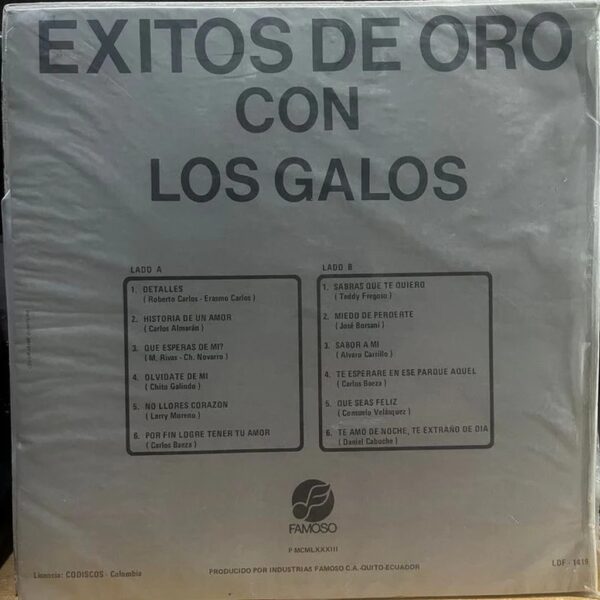 EXITOS DE ORO
CON
LOS GALOS
LADO A
1. DETALLES
( Roberto Carlos - Erasmo Carlos )
2. HISTORIA DE UN AMOR
( Carlos Almarán )
3. QUE ESPERAS DE MI?
( M. Rivas - Ch. Novarro )
4. OLVIDATE DE MI
( Chito Galindo )
5. NO LLORES CORAZON
( Larry Moreno )
6. POR FIN LOGRE TENER TU AMOR
( Carlos Baeza )
LADO B
1. SABRAS QUE TE QUIERO
( Teddy Fregoso )
2. MIEDO DE PERDERTE
( José Borsani )
3. SABOR A MI
( Alvaro Carrillo )
4. TE ESPERARE EN ESE PARQUE AQUEL
( Carlos Baeza )
5. QUE SEAS FELIZ
( Consuelo Velásquez )
6. TE AMO DE NOCHE, TE EXTRAÑO DE DIA
( Daniel Cabuche )
FAMOSO
P MCMLXXXIII
Licencia: CODISCOS - Colombia
PRODUCIDO POR INDUSTRIAS FAMOSO C.A. QUITO-ECUADOR
LDF - 1419